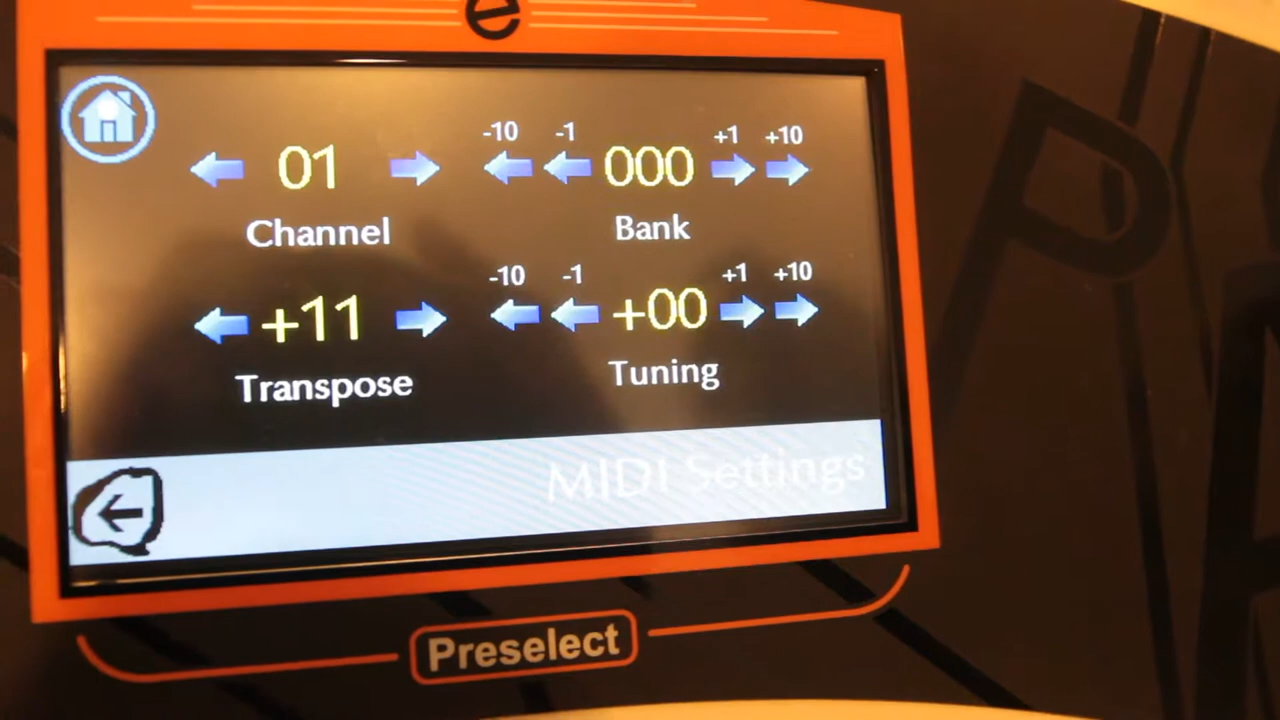 e
-10 -1 +1 +10
01 000
Channel Bank
-10 -1 +1 +10
+11 +00
Transpose Tuning
MIDI Settings
Preselect
P